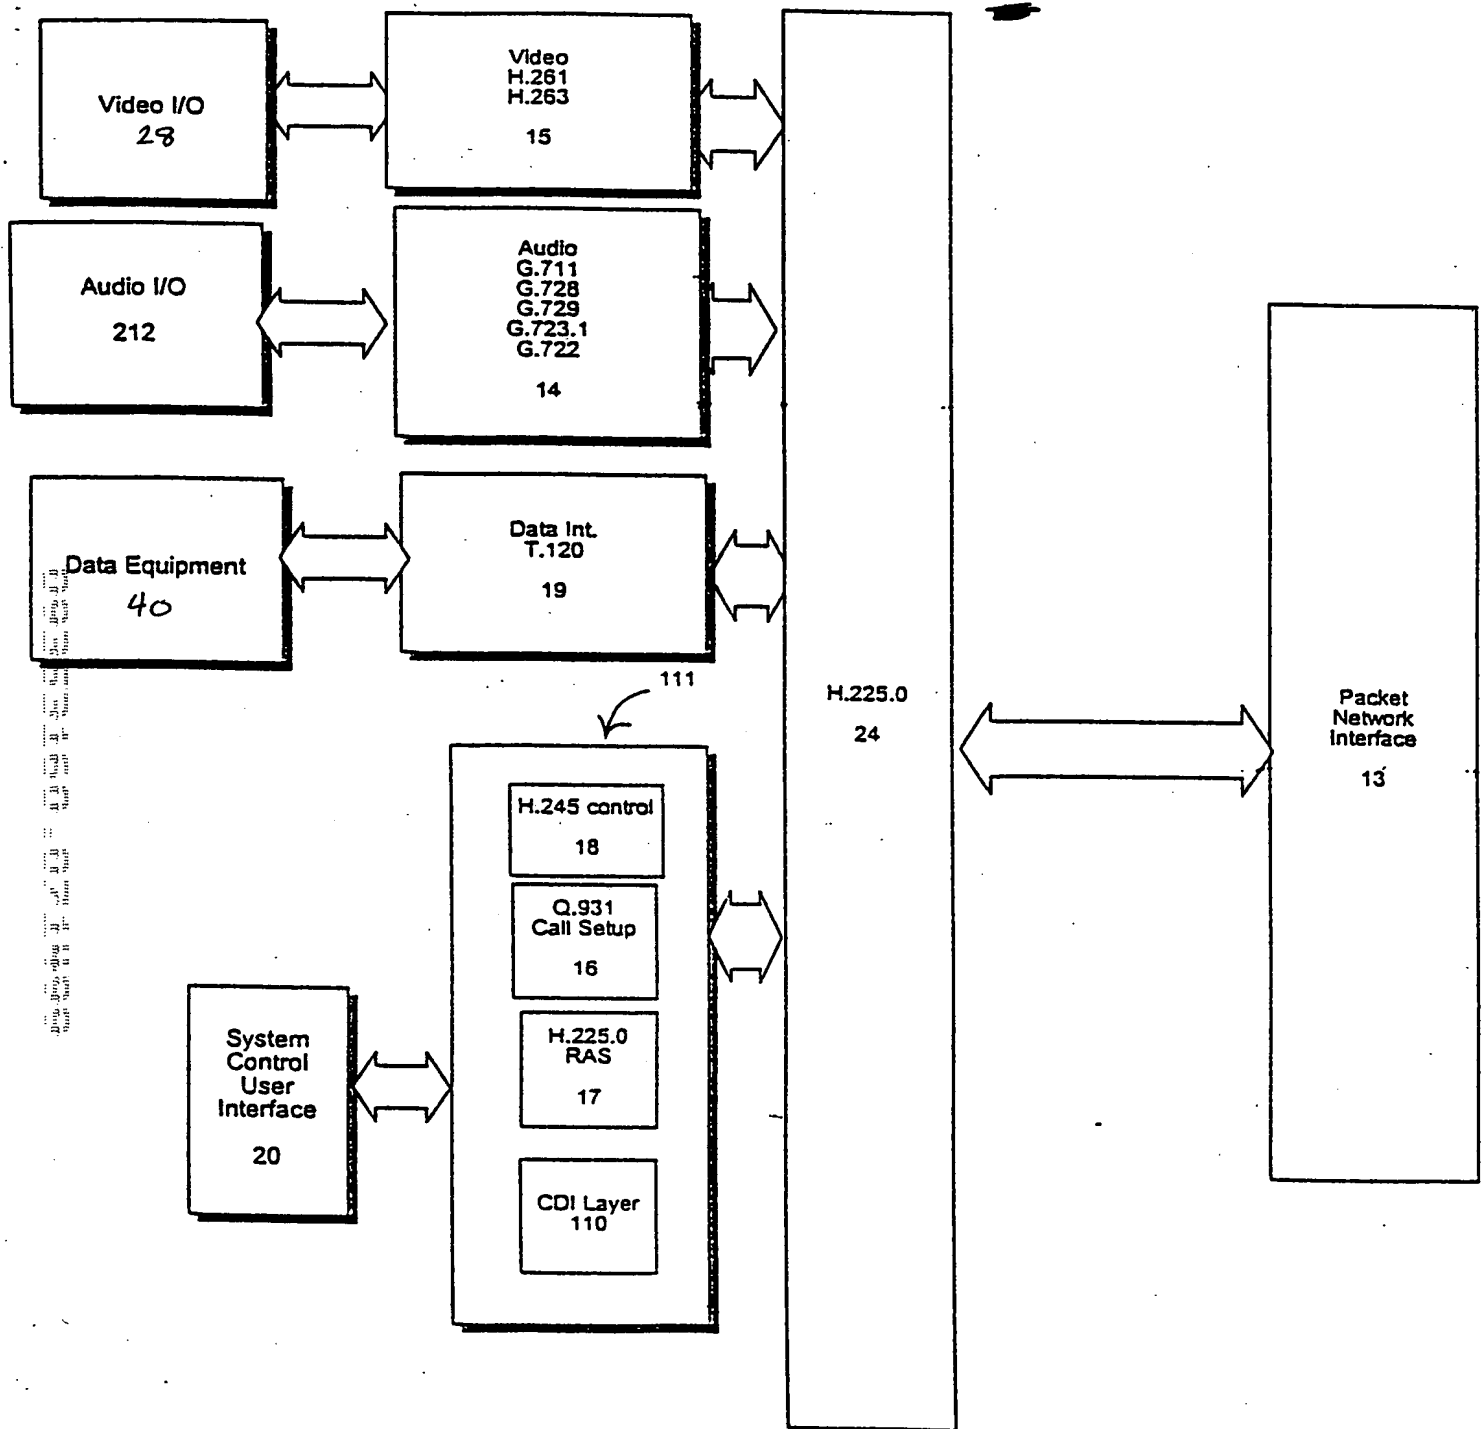 Video I/O
28
Video
H.261
H.263
15
Audio I/O
212
Audio
G.711
G.728
G.729
G.723.1
G.722
14
Data Equipment
40
Data Int.
T.120
19
111
H.225.0
24
Packet
Network
Interface
13
H.245 control
18
Q.931
Call Setup
16
H.225.0
RAS
17
CDI Layer
110
System
Control
User
Interface
20